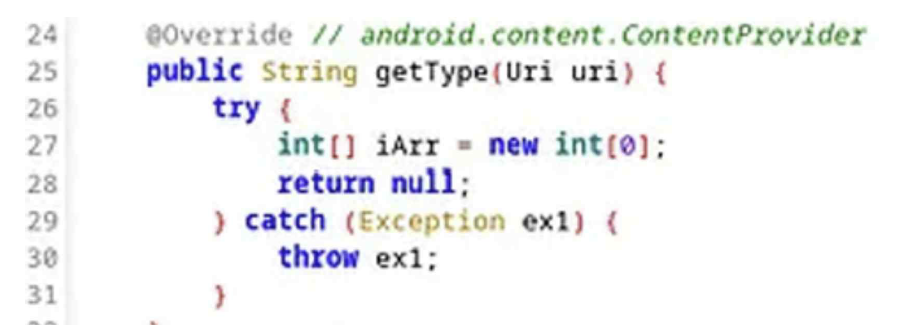 24 @Override // android.content.ContentProvider
25 public String getType(Uri uri) {
26 try {
27 int[] iArr = new int[0];
28 return null;
29 } catch (Exception ex1) {
30 throw ex1;
31 }